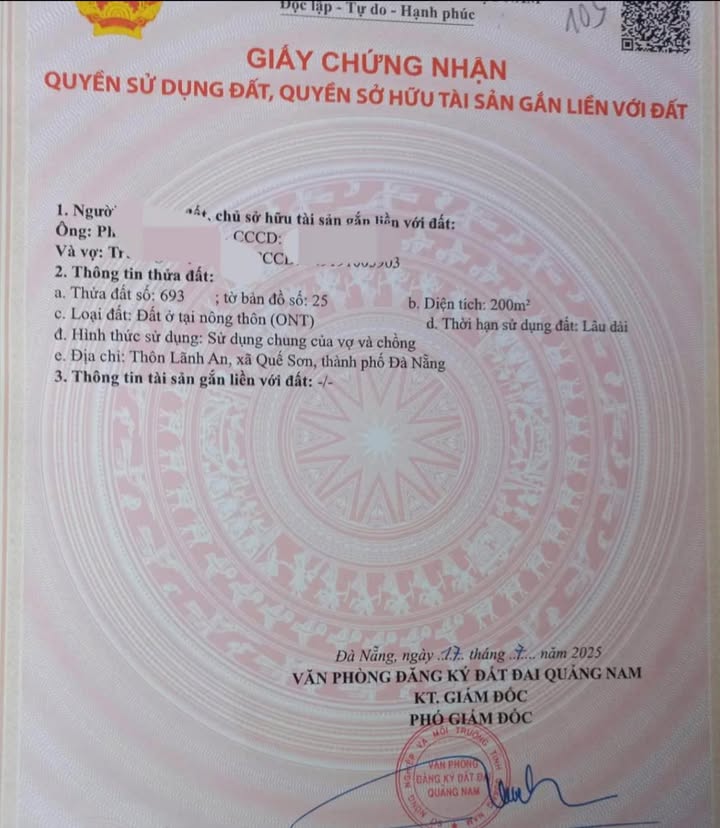 Độc lập - Tự do - Hạnh phúc
105
GIẤY CHỨNG NHẬN
QUYỀN SỬ DỤNG ĐẤT, QUYỀN SỞ HỮU TÀI SẢN GẮN LIỀN VỚI ĐẤT
1. Ngườ đất, chủ sở hữu tài sản gắn liền với đất:
Ông: Ph CCCD:
Và vợ: Tr
2. Thông tin thửa đất:
a. Thửa đất số: 693 ; tờ bản đồ số: 25 b. Diện tích: 200m²
c. Loại đất: Đất ở tại nông thôn (ONT) d. Thời hạn sử dụng đất: Lâu dài
đ. Hình thức sử dụng: Sử dụng chung của vợ và chồng
e. Địa chỉ: Thôn Lãnh An, xã Quế Sơn, thành phố Đà Nẵng
3. Thông tin tài sản gắn liền với đất: -/-
Đà Nẵng, ngày 17 tháng 7 năm 2025
VĂN PHÒNG ĐĂNG KÝ ĐẤT ĐAI QUẢNG NAM
KT. GIÁM ĐỐC
PHÓ GIÁM ĐỐC
VĂN PHÒNG
ĐĂNG KÝ ĐẤT Đ
QUẢNG NAM